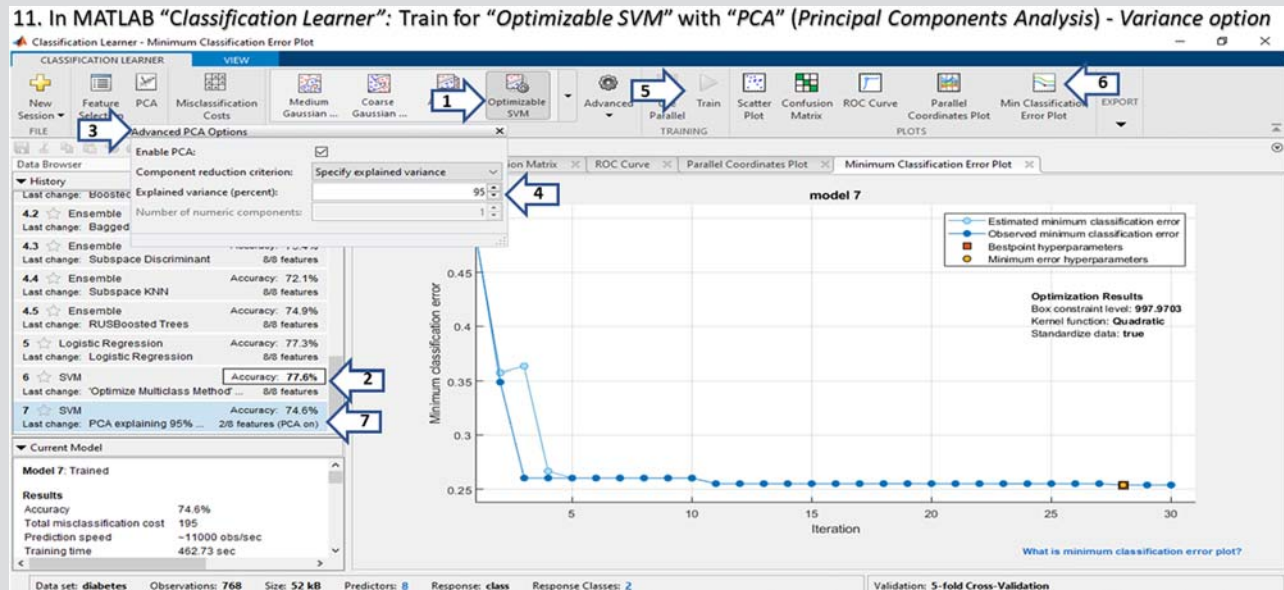 11. In MATLAB “Classification Learner”: Train for “Optimizable SVM” with “PCA” (Principal Components Analysis) - Variance option
Classification Learner - Minimum Classification Error Plot
CLASSIFICATION LEARNER VIEW
New Session Feature Selection PCA Misclassification Costs Medium Gaussian ... Coarse Gaussian ... 1 Optimizable SVM Advanced 5 Parallel Train Scatter Plot Confusion Matrix ROC Curve Parallel Coordinates Plot Min Classification Error Plot 6 EXPORT
FILE TRAINING PLOTS
3 Advanced PCA Options
Enable PCA:
Component reduction criterion: Specify explained variance
Explained variance (percent): 95 4
Number of numeric components: 1
Data Browser
Matrix ROC Curve Parallel Coordinates Plot Minimum Classification Error Plot
History
Last change: Boosted
4.2 Ensemble
Last change: Bagged
4.3 Ensemble
Last change: Subspace Discriminant 8/8 features
4.4 Ensemble Accuracy: 72.1%
Last change: Subspace KNN 8/8 features
4.5 Ensemble Accuracy: 74.9%
Last change: RUSBoosted Trees 8/8 features
5 Logistic Regression Accuracy: 77.3%
Last change: Logistic Regression 8/8 features
6 SVM Accuracy: 77.6% 2
Last change: 'Optimize Multiclass Method' ... 8/8 features
7 SVM Accuracy: 74.6%
Last change: PCA explaining 95% ... 2/8 features (PCA on) 7
Current Model
Model 7: Trained
Results
Accuracy 74.6%
Total misclassification cost 195
Prediction speed ~11000 obs/sec
Training time 462.73 sec
model 7
Estimated minimum classification error
Observed minimum classification error
Bestpoint hyperparameters
Minimum error hyperparameters
Optimization Results
Box constraint level: 997.9703
Kernel function: Quadratic
Standardize data: true
Minimum classification error
0.45
0.4
0.35
0.3
0.25
5 10 15 20 25 30
Iteration
What is minimum classification error plot?
Data set: diabetes Observations: 768 Size: 52 kB Predictors: 8 Response: class Response Classes: 2 Validation: 5-fold Cross-Validation